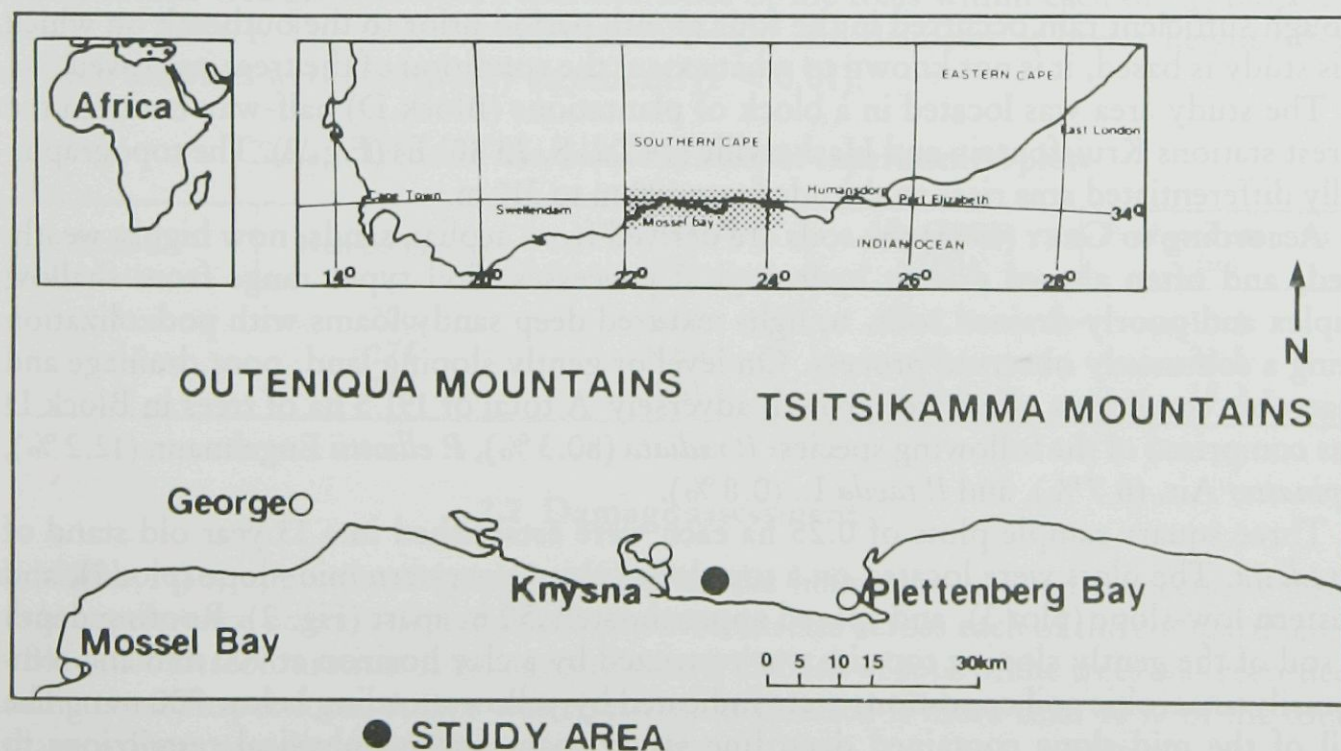 Africa
EASTERN CAPE
SOUTHERN CAPE
East London
Cape Town
Swellendam
Mossel bay
Humansdorp
Port Elizabeth
34°
INDIAN OCEAN
18° 20° 22° 24° 26° 28°
N
OUTENIQUA MOUNTAINS
TSITSIKAMMA MOUNTAINS
George
Knysna
Plettenberg Bay
Mossel Bay
0 5 10 15 30km
STUDY AREA